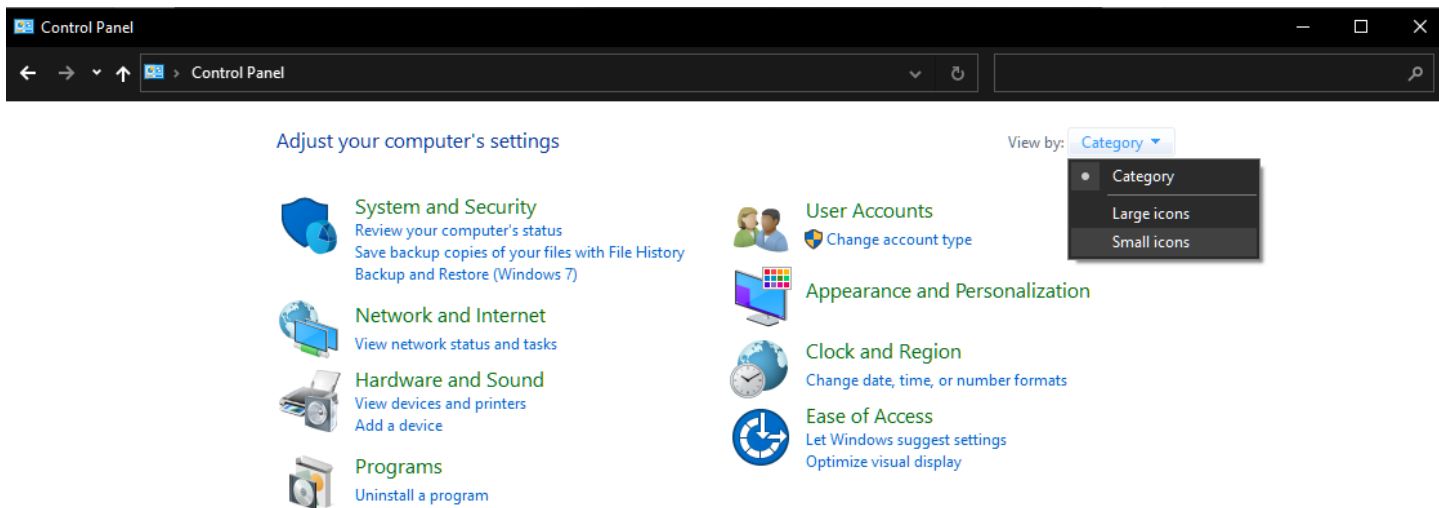 Control Panel
Control Panel
Adjust your computer's settings
View by: Category
Category
Large icons
Small icons
System and Security
Review your computer's status
Save backup copies of your files with File History
Backup and Restore (Windows 7)
Network and Internet
View network status and tasks
Hardware and Sound
View devices and printers
Add a device
Programs
Uninstall a program
User Accounts
Change account type
Appearance and Personalization
Clock and Region
Change date, time, or number formats
Ease of Access
Let Windows suggest settings
Optimize visual display